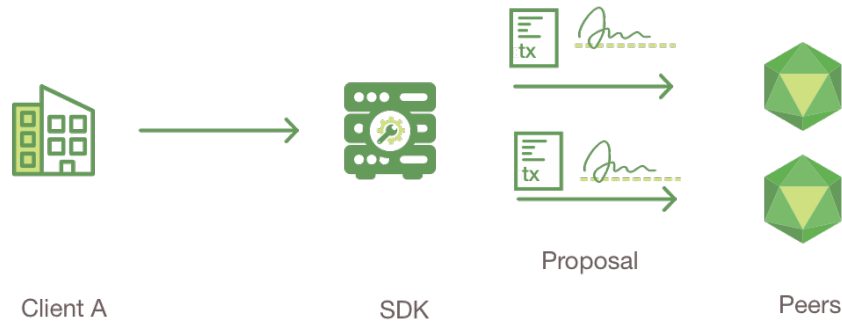 tx
tx
Proposal
Client A
SDK
Peers